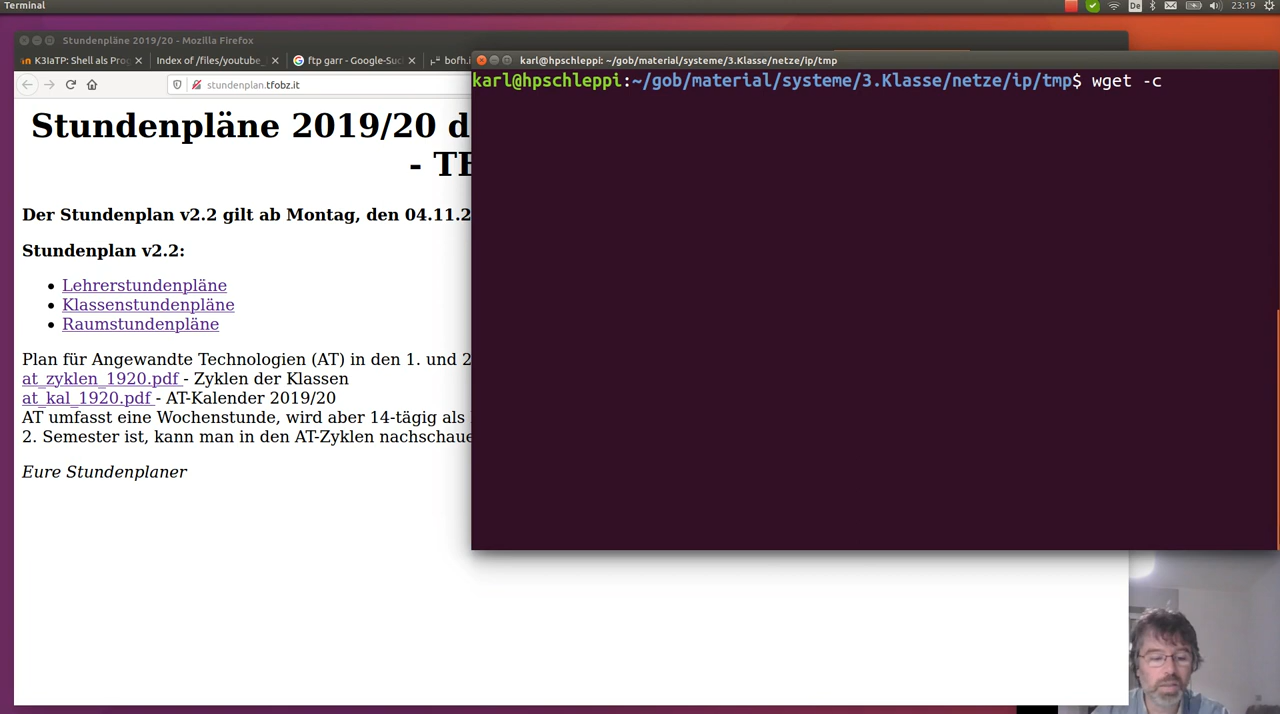 Terminal
De
23:19
Stundenpläne 2019/20 - Mozilla Firefox
K3IaTP: Shell als Pro
Index of /files/youtube_
ftp garr - Google-Suc
bofh.i
stundenplan.tfobz.it
Stundenpläne 2019/20 d
- TF
Der Stundenplan v2.2 gilt ab Montag, den 04.11.2
Stundenplan v2.2:
Lehrerstundenpläne
Klassenstundenpläne
Raumstundenpläne
Plan für Angewandte Technologien (AT) in den 1. und 2
at_zyklen_1920.pdf - Zyklen der Klassen
at_kal_1920.pdf - AT-Kalender 2019/20
AT umfasst eine Wochenstunde, wird aber 14-tägig als
2. Semester ist, kann man in den AT-Zyklen nachschaue
Eure Stundenplaner
karl@hpschleppi: ~/gob/material/systeme/3.Klasse/netze/ip/tmp
karl@hpschleppi:~/gob/material/systeme/3.Klasse/netze/ip/tmp$ wget -c